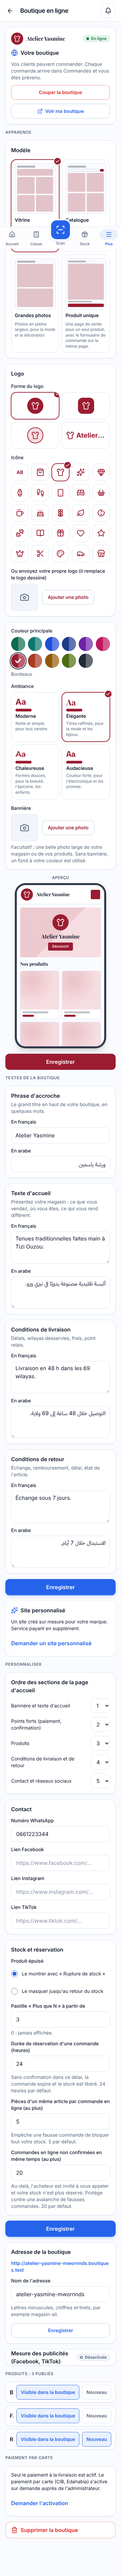 Boutique en ligne
Atelier Yasmine
En ligne
Votre boutique
Vos clients peuvent commander. Chaque
commande arrive dans Commandes et
vous êtes prévenu.
Couper la boutique
Voir ma boutique
APPARENCE
Modèle
Vitrine
Catalogue
Accueil
Caisse
Scan
Stock
Plus
Grandes photos
Photos en pleine
largeur, pour la mode
et la décoration.
Produit unique
Une page de vente
pour un seul produit,
avec le formulaire de
commande sur la
même page.
Logo
Forme du logo
Atelier...
Icône
AB
Ou envoyez votre propre logo (il remplace
le logo dessiné)
Ajouter une photo
Couleur principale
Bordeaux
Ambiance
Aa
Moderne
Nette et simple,
pour tout vendre.
Aa
Élégante
Titres raffinés, pour
la mode et les
bijoux.
Aa
Chaleureuse
Formes douces,
pour la beauté,
l'épicerie, les
enfants.
Aa
Audacieuse
Couleur forte, pour
l'électronique et les
promos.
Bannière
Ajouter une photo
Facultatif : une belle photo large de votre
magasin ou de vos produits. Sans bannière,
un fond à votre couleur est utilisé.
APERÇU
Atelier Yasmine
Atelier Yasmine
Découvrir
Nos produits
Enregistrer
TEXTES DE LA BOUTIQUE
Phrase d'accroche
Le grand titre en haut de votre boutique, en
quelques mots.
En français
Atelier Yasmine
En arabe
ورشة ياسمين
Texte d'accueil
Présentez votre magasin : ce que vous
vendez, où vous êtes, ce qui vous rend
différent.
En français
Tenues traditionnelles faites main à
Tizi Ouzou.
En arabe
ألبسة تقليدية مصنوعة يدويًا في تيزي وزو.
Conditions de livraison
Délais, wilayas desservies, frais, point
relais.
En français
Livraison en 48 h dans les 69
wilayas.
En arabe
التوصيل خلال 48 ساعة إلى 69 ولاية.
Conditions de retour
Échange, remboursement, délai, état de
l'article.
En français
Échange sous 7 jours.
En arabe
الاستبدال خلال 7 أيام.
Enregistrer
Site personnalisé
Un site créé sur mesure pour votre marque.
Service payant en supplément.
Demander un site personnalisé
PERSONNALISER
Ordre des sections de la page
d'accueil
Bannière et texte d'accueil 1
Points forts (paiement,
confirmation) 2
Produits 3
Conditions de livraison et de
retour 4
Contact et réseaux sociaux 5
Contact
Numéro WhatsApp
0661223344
Lien Facebook
https://www.facebook.com/...
Lien Instagram
https://www.instagram.com/...
Lien TikTok
https://www.tiktok.com/...
Stock et réservation
Produit épuisé
Le montrer avec « Rupture de stock »
Le masquer jusqu'au retour du stock
Pastille « Plus que N » à partir de
3
0 : jamais affichée.
Durée de réservation d'une commande
(heures)
24
Sans confirmation dans ce délai, la
commande expire et le stock est libéré. 24
heures par défaut.
Pièces d'un même article par commande en
ligne (au plus)
5
Empêche une fausse commande de bloquer
tout votre stock. 5 par défaut.
Commandes en ligne non confirmées en
même temps (au plus)
20
Au-delà, l'acheteur est invité à vous appeler
et votre stock n'est plus réservé. Protège
contre une avalanche de fausses
commandes. 20 par défaut.
Enregistrer
Adresse de la boutique
http://atelier-yasmine-mworrnds.boutique
s.test
Nom de l'adresse
atelier-yasmine-mworrnds
Lettres minuscules, chiffres et tirets, par
exemple magasin-ali.
Enregistrer
Mesure des publicités
(Facebook, TikTok)
Désactivée
PRODUITS · 3 PUBLIÉS
B Visible dans la boutique Nouveau
F. Visible dans la boutique Nouveau
R Visible dans la boutique Nouveau
PAIEMENT PAR CARTE
Seul le paiement à la livraison est actif. Le
paiement par carte (CIB, Edahabia) s'active
sur demande auprès de l'administrateur.
Demander l'activation
Supprimer la boutique